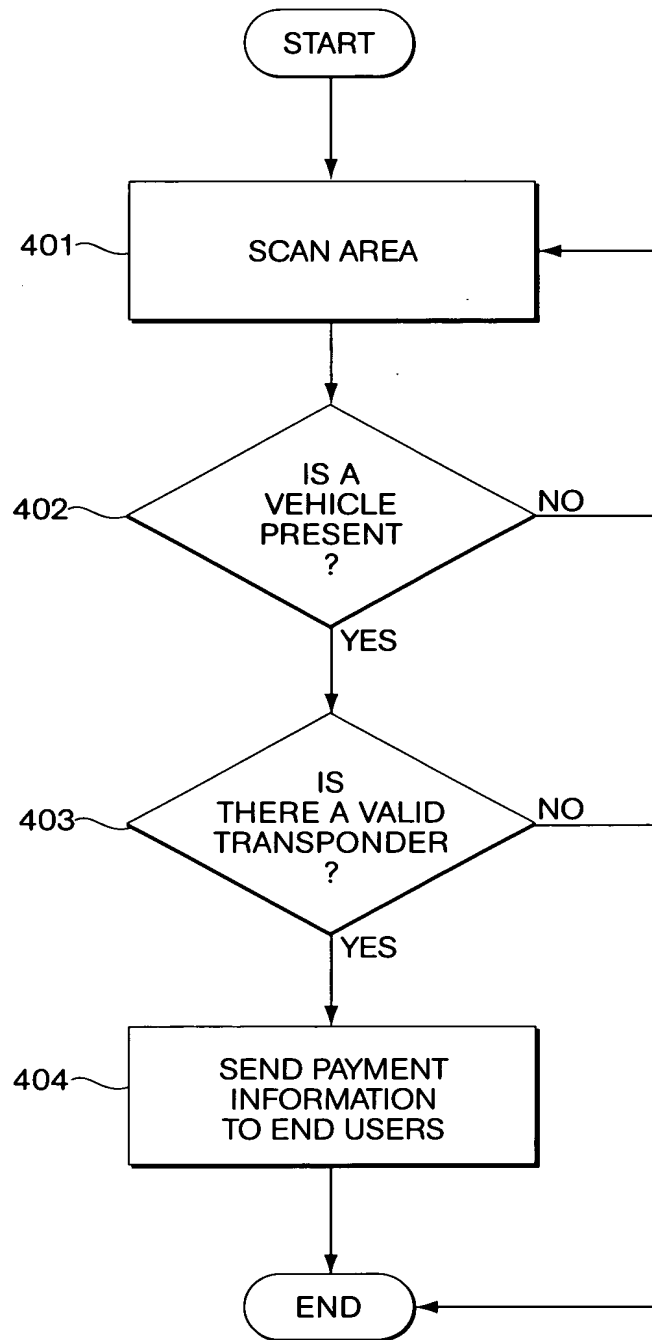 START
401
SCAN AREA
402
IS A
VEHICLE
PRESENT
?
NO
YES
403
IS
THERE A VALID
TRANSPONDER
?
NO
YES
404
SEND PAYMENT
INFORMATION
TO END USERS
END